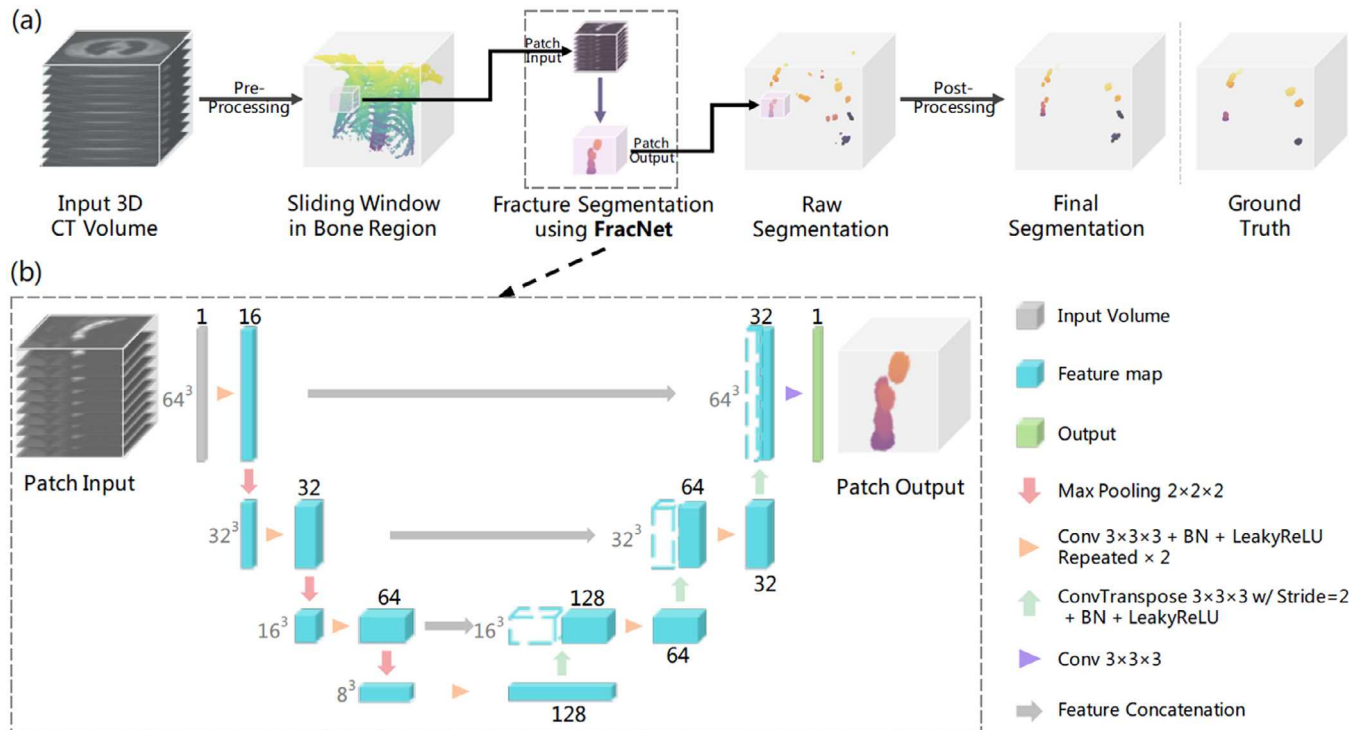 (a)
Pre-
Processing
Patch
Input
Patch
Output
Post-
Processing
Input 3D
CT Volume
Sliding Window
in Bone Region
Fracture Segmentation
using FracNet
Raw
Segmentation
Final
Segmentation
Ground
Truth
(b)
1
16
32
1
64³
64³
Patch Input
Patch Output
32
64
32³
32³
32
64
128
16³
16³
64
8³
128
Input Volume
Feature map
Output
Max Pooling 2×2×2
Conv 3×3×3 + BN + LeakyReLU
Repeated × 2
ConvTranspose 3×3×3 w/ Stride=2
+ BN + LeakyReLU
Conv 3×3×3
Feature Concatenation